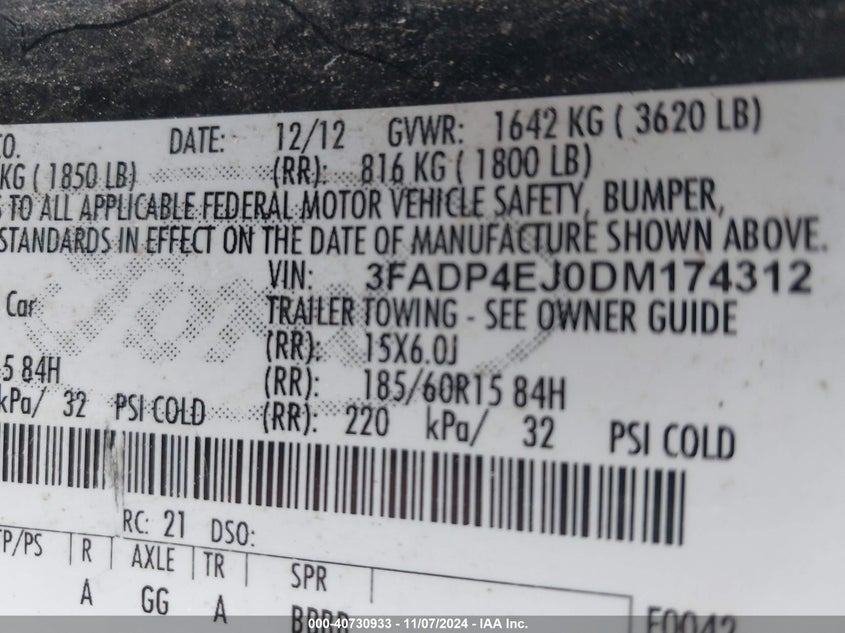 CO. DATE: 12/12 GVWR: 1642 KG ( 3620 LB)
KG ( 1850 LB) (RR): 816 KG ( 1800 LB)
TO ALL APPLICABLE FEDERAL MOTOR VEHICLE SAFETY, BUMPER,
STANDARDS IN EFFECT ON THE DATE OF MANUFACTURE SHOWN ABOVE.
VIN: 3FADP4EJ0DM174312
Car TRAILER TOWING - SEE OWNER GUIDE
(RR): 15X6.0J
5 84H (RR): 185/60R15 84H
kPa/ 32 PSI COLD (RR): 220 kPa/ 32 PSI COLD
RC: 21 DSO:
TP/PS R AXLE TR SPR
A GG A BBBB E0042
000-40730933 - 11/07/2024 - IAA Inc.